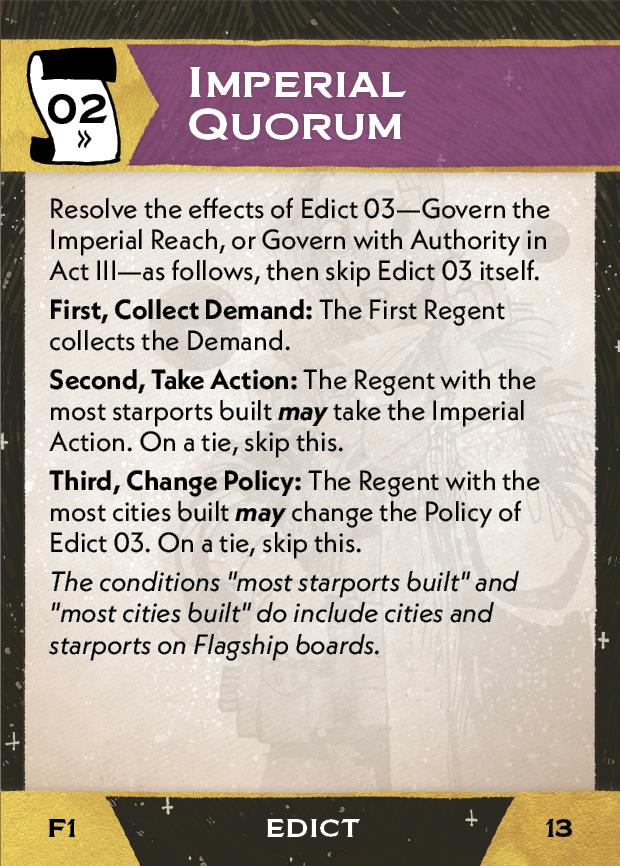 02
»
IMPERIAL
QUORUM
Resolve the effects of Edict 03—Govern the
Imperial Reach, or Govern with Authority in
Act III—as follows, then skip Edict 03 itself.
First, Collect Demand: The First Regent
collects the Demand.
Second, Take Action: The Regent with the
most starports built may take the Imperial
Action. On a tie, skip this.
Third, Change Policy: The Regent with the
most cities built may change the Policy of
Edict 03. On a tie, skip this.
The conditions "most starports built" and
"most cities built" do include cities and
starports on Flagship boards.
F1
EDICT
13